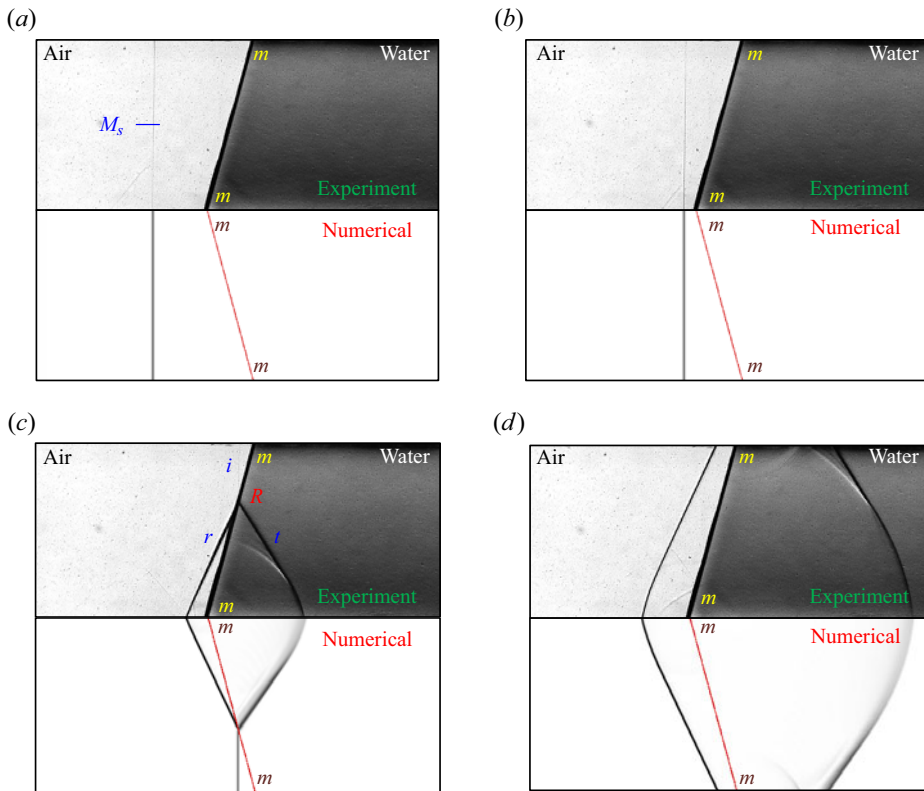 (a)
Air
m
Water
M_s
m
Experiment
m
Numerical
m
(b)
Air
m
Water
m
Experiment
m
Numerical
m
(c)
Air
i
m
Water
R
r
t
m
Experiment
m
Numerical
m
(d)
Air
m
Water
m
Experiment
m
Numerical
m